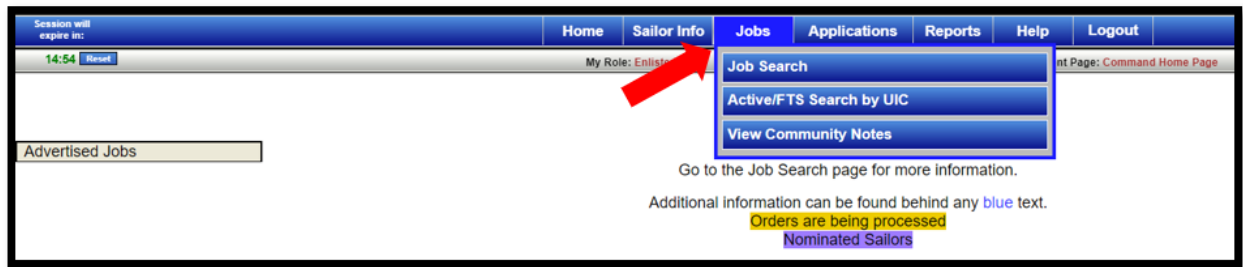 Session will
expire in:
Home Sailor Info Jobs Applications Reports Help Logout
14:54 Reset
My Role: Enlisted
nt Page: Command Home Page
Job Search
Active/FTS Search by UIC
View Community Notes
Advertised Jobs
Go to the Job Search page for more information.
Additional information can be found behind any blue text.
Orders are being processed
Nominated Sailors